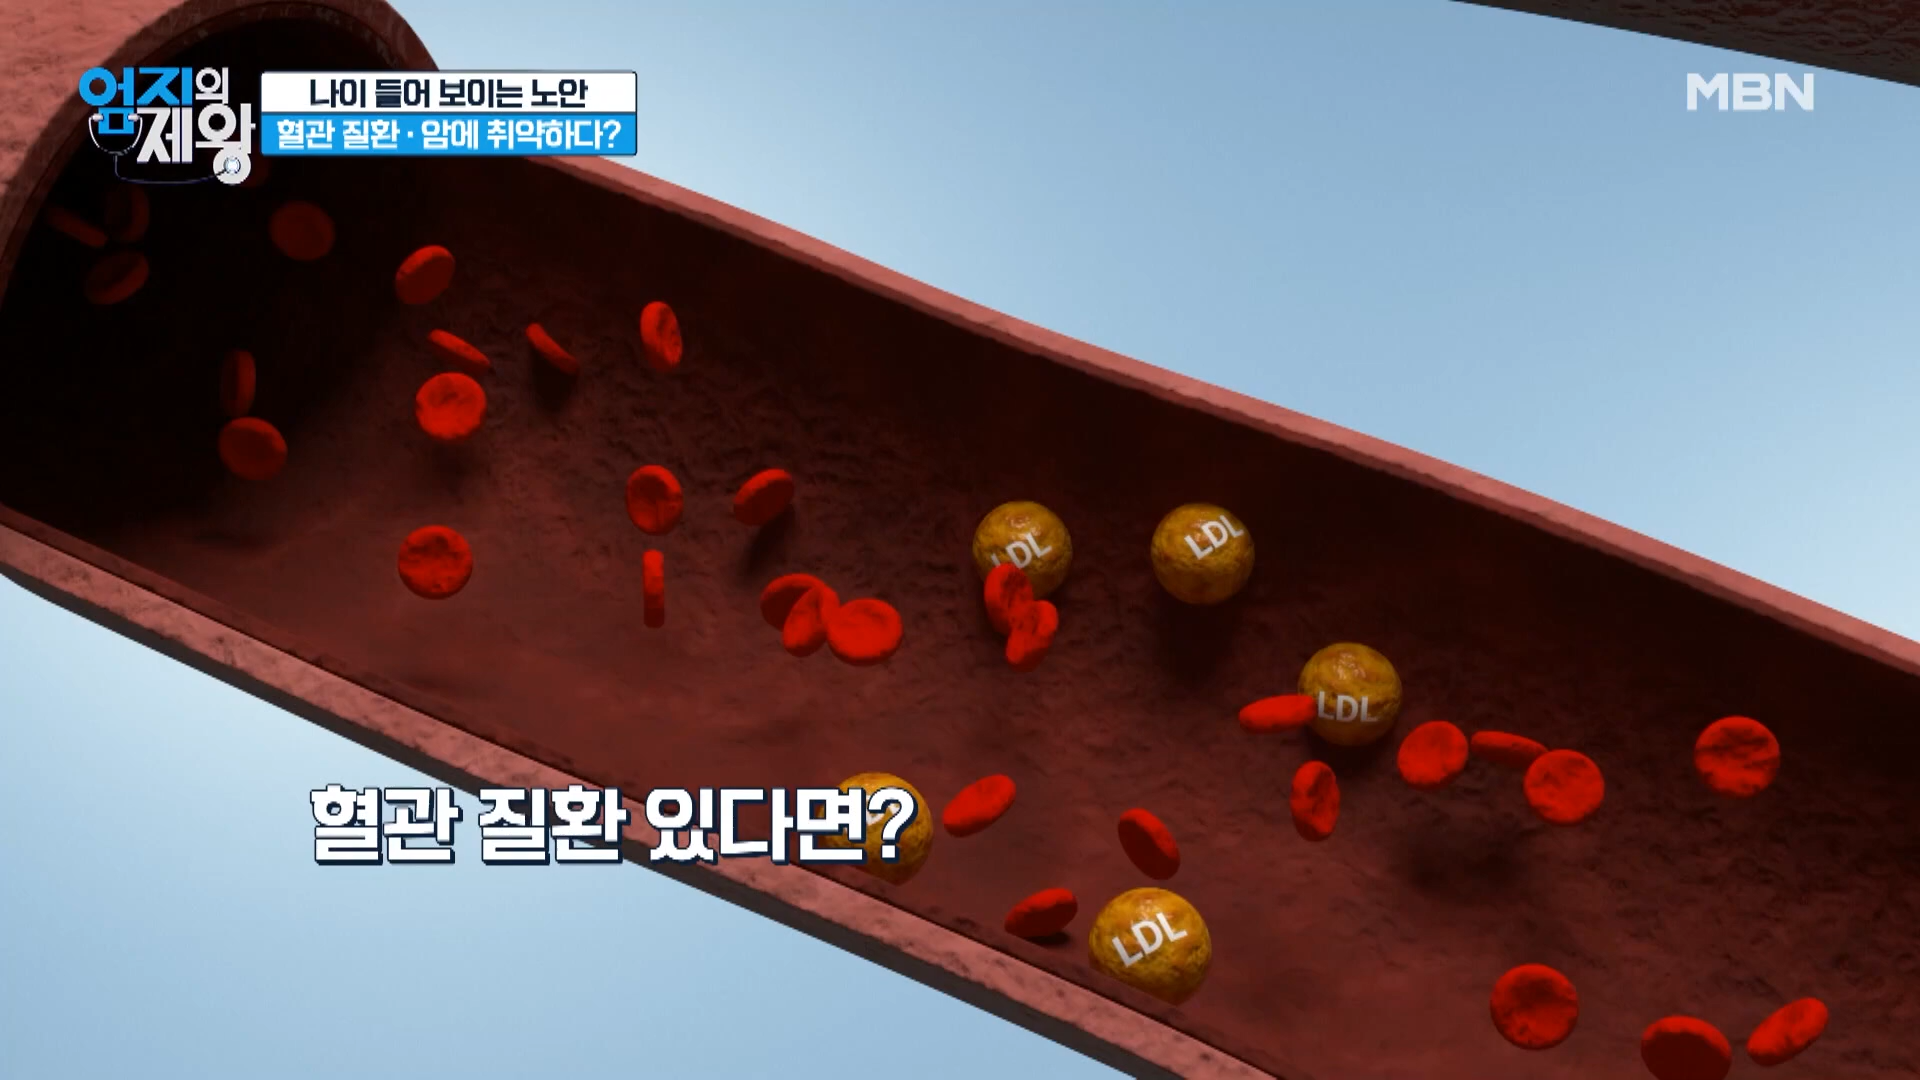 엄지의 제왕
나이 들어 보이는 노안
혈관 질환·암에 취약하다?
MBN
LDL
LDL
LDL
혈관 질환 있다면?
LDL